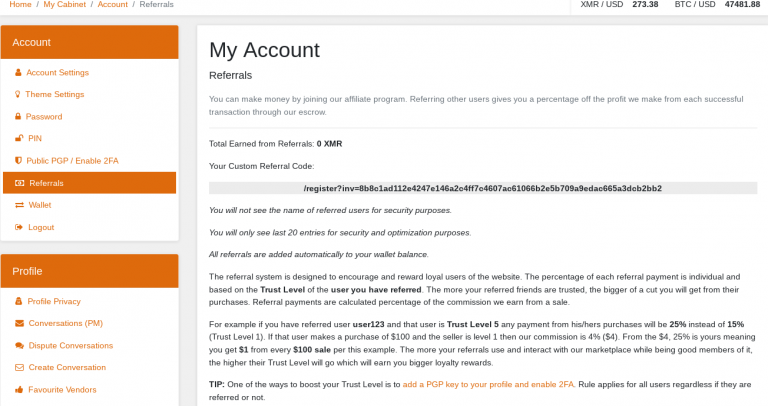 Home / My Cabinet / Account / Referrals
XMR / USD 273.38 BTC / USD 47481.88
Account
Account Settings
Theme Settings
Password
PIN
Public PGP / Enable 2FA
Referrals
Wallet
Logout
Profile
Profile Privacy
Conversations (PM)
Dispute Conversations
Create Conversation
Favourite Vendors
My Account
Referrals
You can make money by joining our affiliate program. Referring other users gives you a percentage off the profit we make from each successful
transaction through our escrow.
Total Earned from Referrals: 0 XMR
Your Custom Referral Code:
/register?inv=8b8c1ad112e4247e146a2c4ff7c4607ac61066b2e5b709a9edac665a3dcb2bb2
You will not see the name of referred users for security purposes.
You will only see last 20 entries for security and optimization purposes.
All referrals are added automatically to your wallet balance.
The referral system is designed to encourage and reward loyal users of the website. The percentage of each referral payment is individual and
based on the Trust Level of the user you have referred. The more your referred friends are trusted, the bigger of a cut you will get from their
purchases. Referral payments are calculated percentage of the commission we earn from a sale.
For example if you have referred user user123 and that user is Trust Level 5 any payment from his/hers purchases will be 25% instead of 15%
(Trust Level 1). If that user makes a purchase of $100 and the seller is level 1 then our commission is 4% ($4). From the $4, 25% is yours meaning
you get $1 from every $100 sale per this example. The more your referrals use and interact with our marketplace while being good members of it,
the higher their Trust Level will go which will earn you bigger loyalty rewards.
TIP: One of the ways to boost your Trust Level is to add a PGP key to your profile and enable 2FA. Rule applies for all users regardless if they are
referred or not.